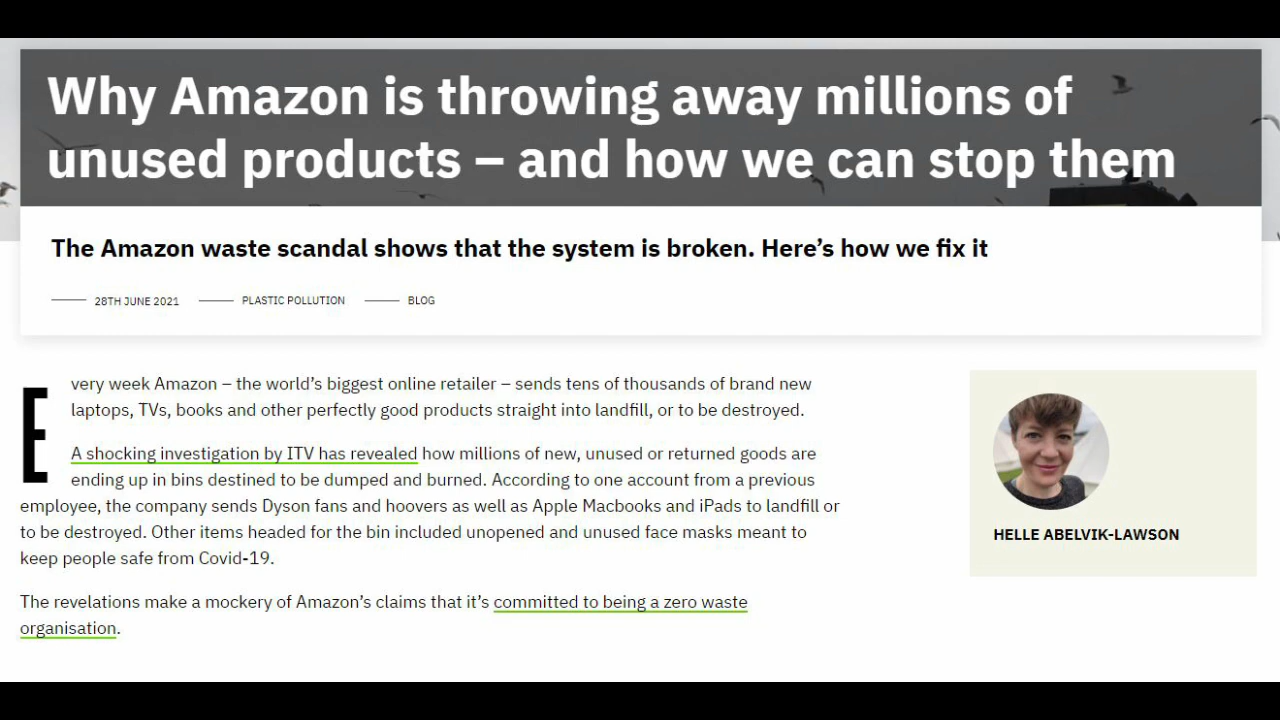 Why Amazon is throwing away millions of
unused products – and how we can stop them
The Amazon waste scandal shows that the system is broken. Here’s how we fix it
28TH JUNE 2021 PLASTIC POLLUTION BLOG
Every week Amazon – the world’s biggest online retailer – sends tens of thousands of brand new
laptops, TVs, books and other perfectly good products straight into landfill, or to be destroyed.
A shocking investigation by ITV has revealed how millions of new, unused or returned goods are
ending up in bins destined to be dumped and burned. According to one account from a previous
employee, the company sends Dyson fans and hoovers as well as Apple Macbooks and iPads to landfill or
to be destroyed. Other items headed for the bin included unopened and unused face masks meant to
keep people safe from Covid-19.
The revelations make a mockery of Amazon’s claims that it’s committed to being a zero waste
organisation.
HELLE ABELVIK-LAWSON